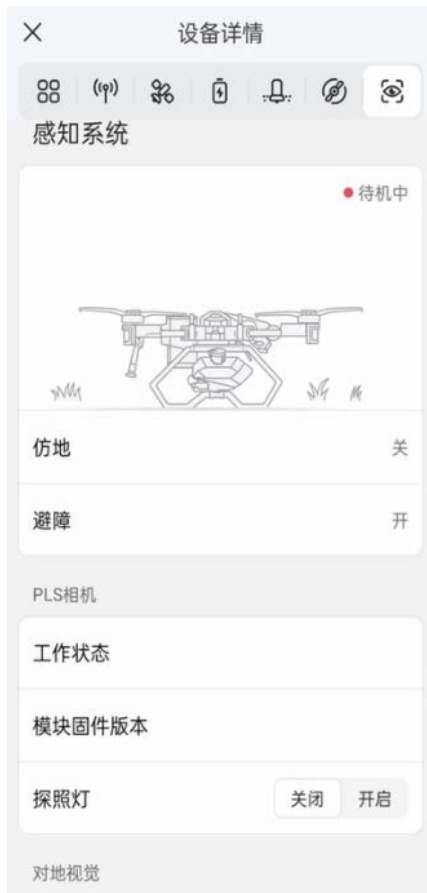 设备详情
感知系统
待机中
仿地 关
避障 开
PLS相机
工作状态
模块固件版本
探照灯 关闭 开启
对地视觉